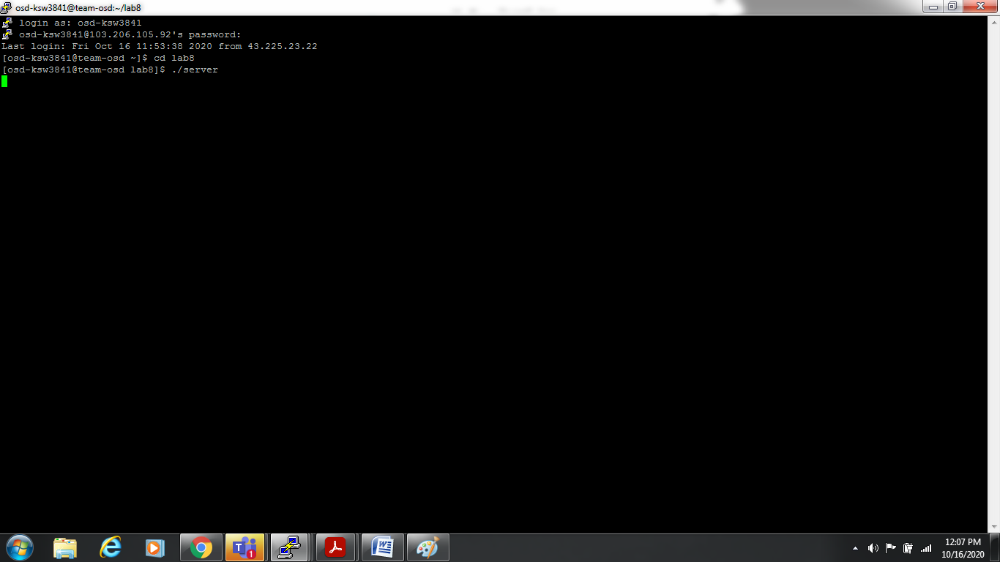 osd-ksw3841@team-osd:~/lab8
login as: osd-ksw3841
osd-ksw3841@103.206.105.92's password:
Last login: Fri Oct 16 11:53:38 2020 from 43.225.23.22
[osd-ksw3841@team-osd ~]$ cd lab8
[osd-ksw3841@team-osd lab8]$ ./server
1
12:07 PM
10/16/2020